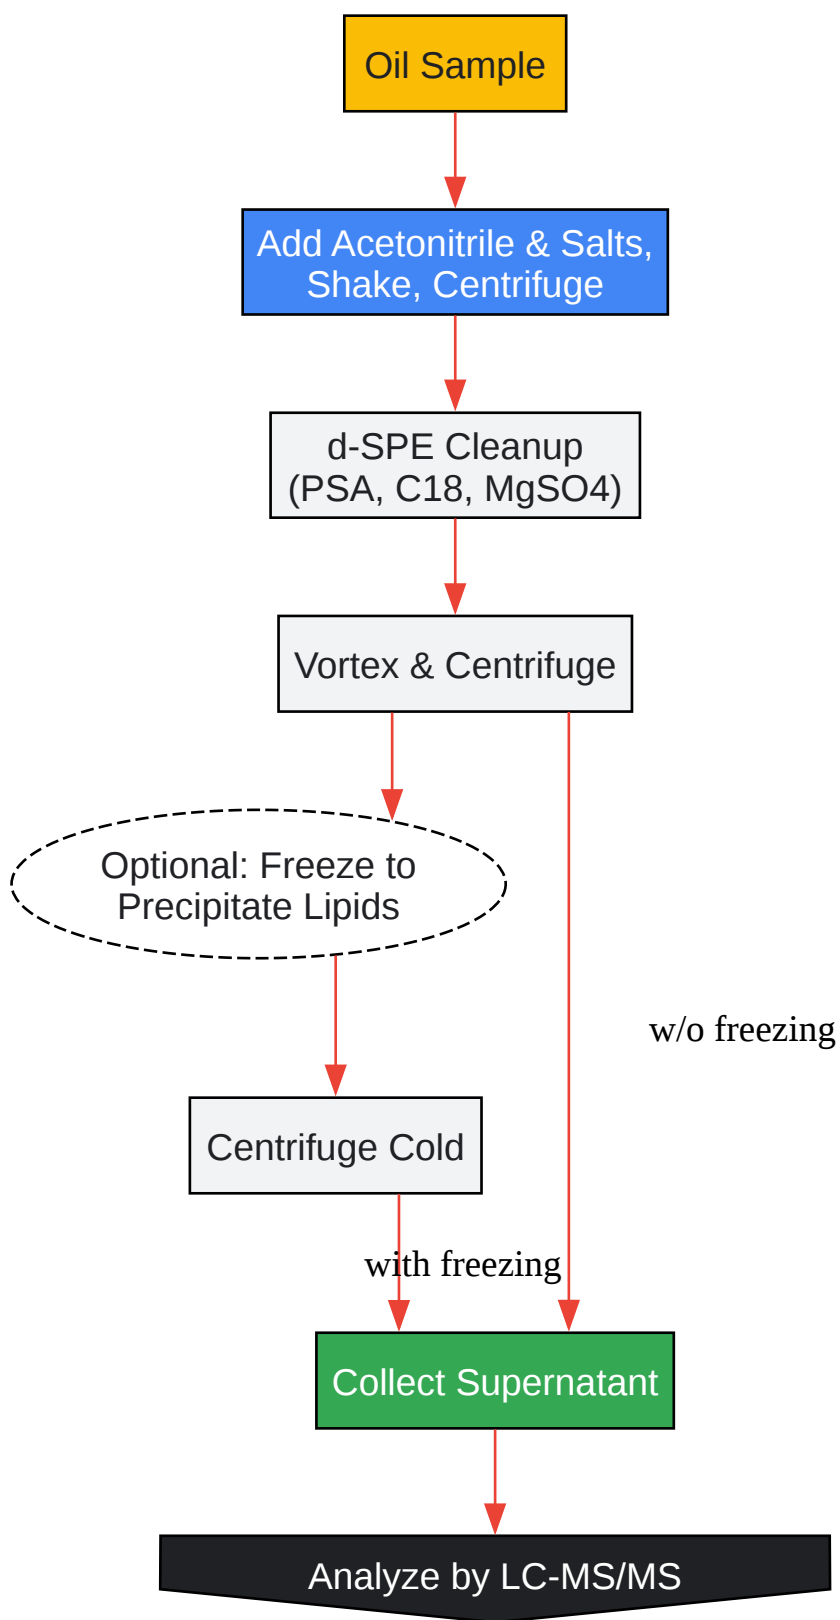 Oil Sample
Add Acetonitrile & Salts,
Shake, Centrifuge
d-SPE Cleanup
(PSA, C18, MgSO4)
Vortex & Centrifuge
Optional: Freeze to
Precipitate Lipids
w/o freezing
Centrifuge Cold
with freezing
Collect Supernatant
Analyze by LC-MS/MS